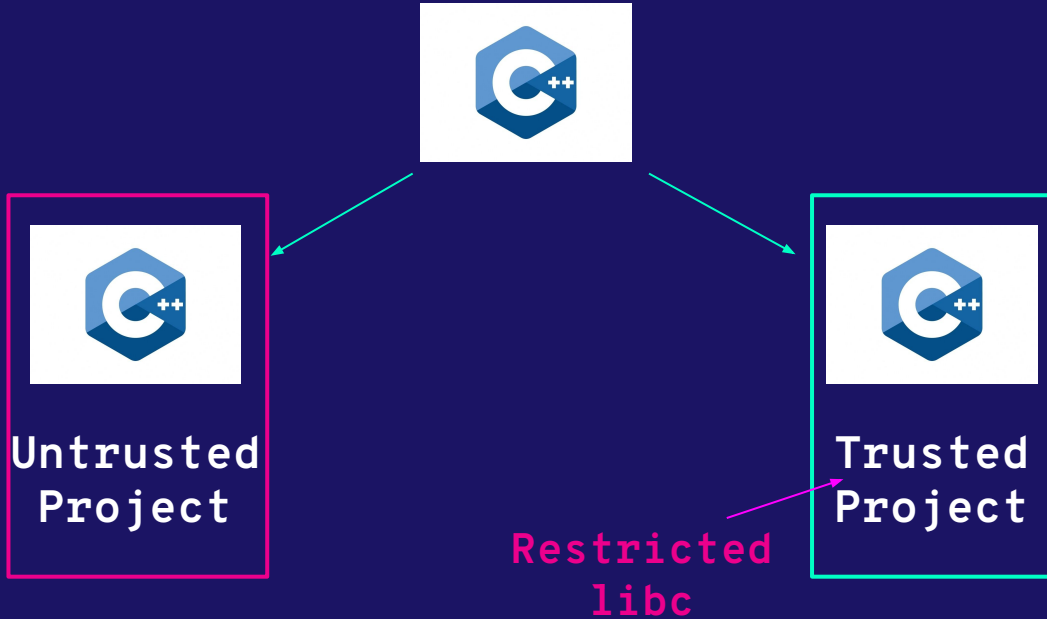 C++
C++
C++
Untrusted
Project
Trusted
Project
Restricted
libc